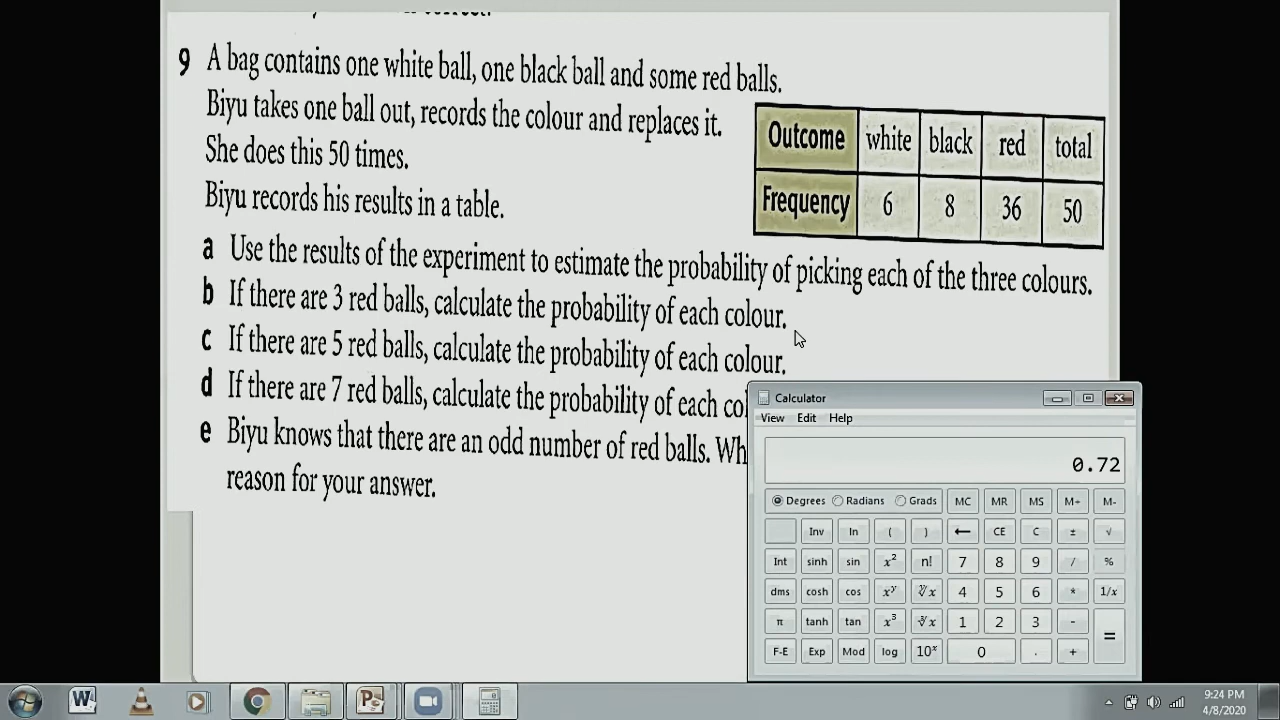 9 A bag contains one white ball, one black ball and some red balls.
Biyu takes one ball out, records the colour and replaces it.
She does this 50 times.
Biyu records his results in a table.
Outcome white black red total
Frequency 6 8 36 50
a Use the results of the experiment to estimate the probability of picking each of the three colours.
b If there are 3 red balls, calculate the probability of each colour.
c If there are 5 red balls, calculate the probability of each colour.
d If there are 7 red balls, calculate the probability of each
e Biyu knows that there are an odd number of red balls.
reason for your answer.
Calculator
View Edit Help
0.72
Degrees Radians Grads MC MR MS M+ M-
Inv ln ( ) ← CE C ± √
Int sinh sin x² n! 7 8 9 / %
dms cosh cos xʸ ʸ√x 4 5 6 * 1/x
π tanh tan x³ ³√x 1 2 3 - =
F-E Exp Mod log 10ˣ 0 . +
9:24 PM
4/8/2020